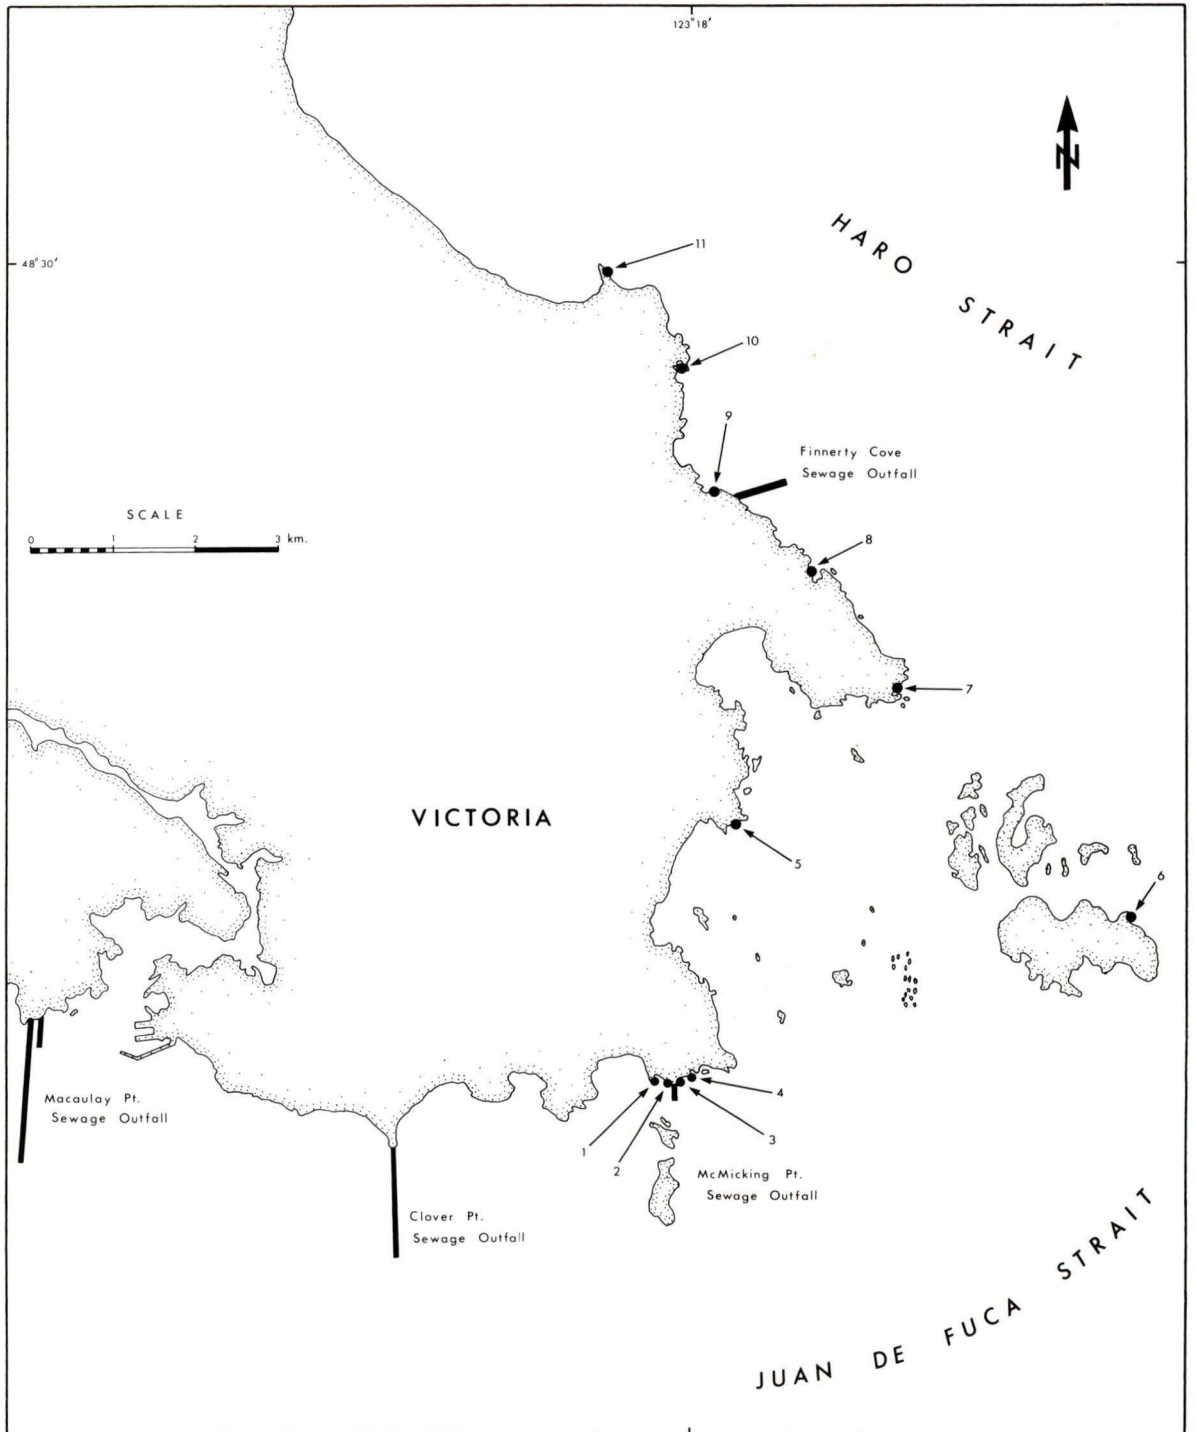 123°18'
N
HARO STRAIT
48°30'
11
10
9
Finnerty Cove
Sewage Outfall
SCALE
0 1 2 3 km.
8
7
VICTORIA
5
6
Macaulay Pt.
Sewage Outfall
4
3
1
2
McMicking Pt.
Sewage Outfall
Clover Pt.
Sewage Outfall
JUAN DE FUCA STRAIT